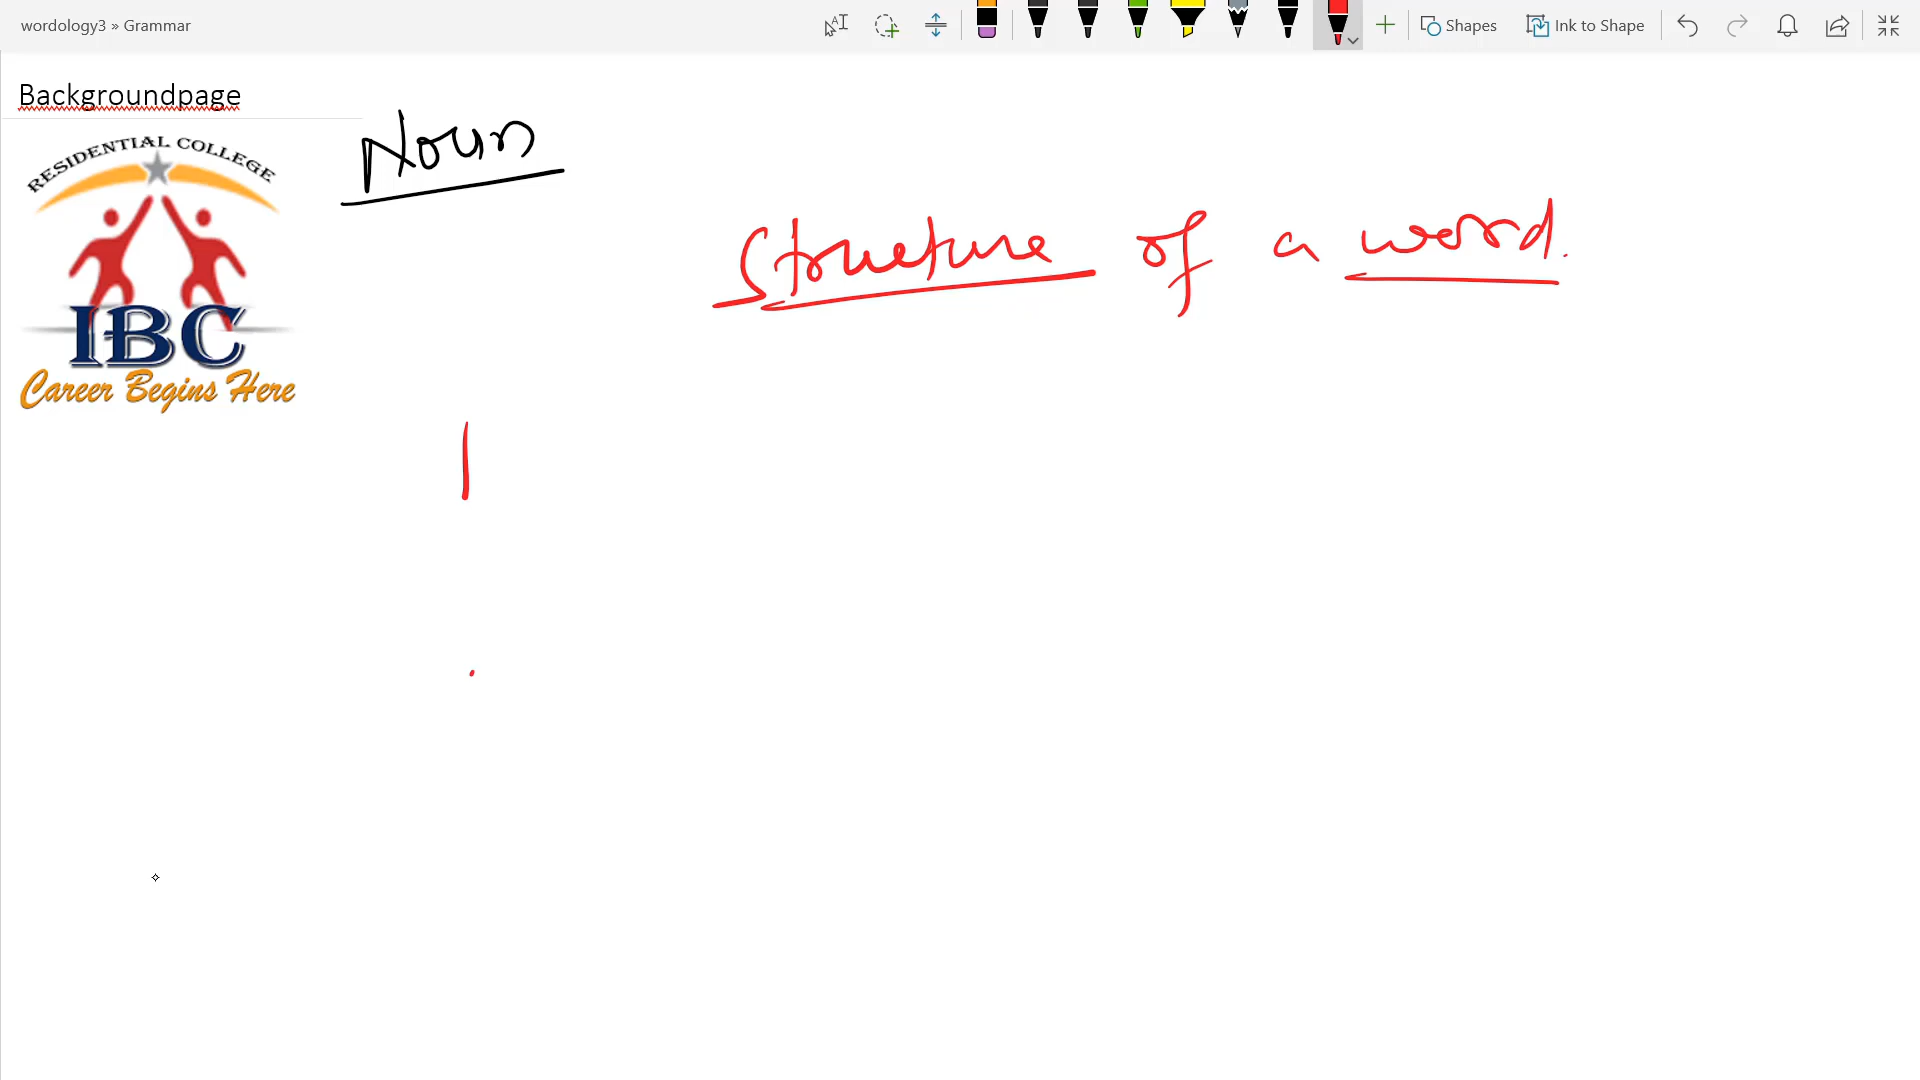 wordology3 » Grammar
Shapes
Ink to Shape
Backgroundpage
RESIDENTIAL COLLEGE
IBC
Career Begins Here
Noun
Structure of a word.